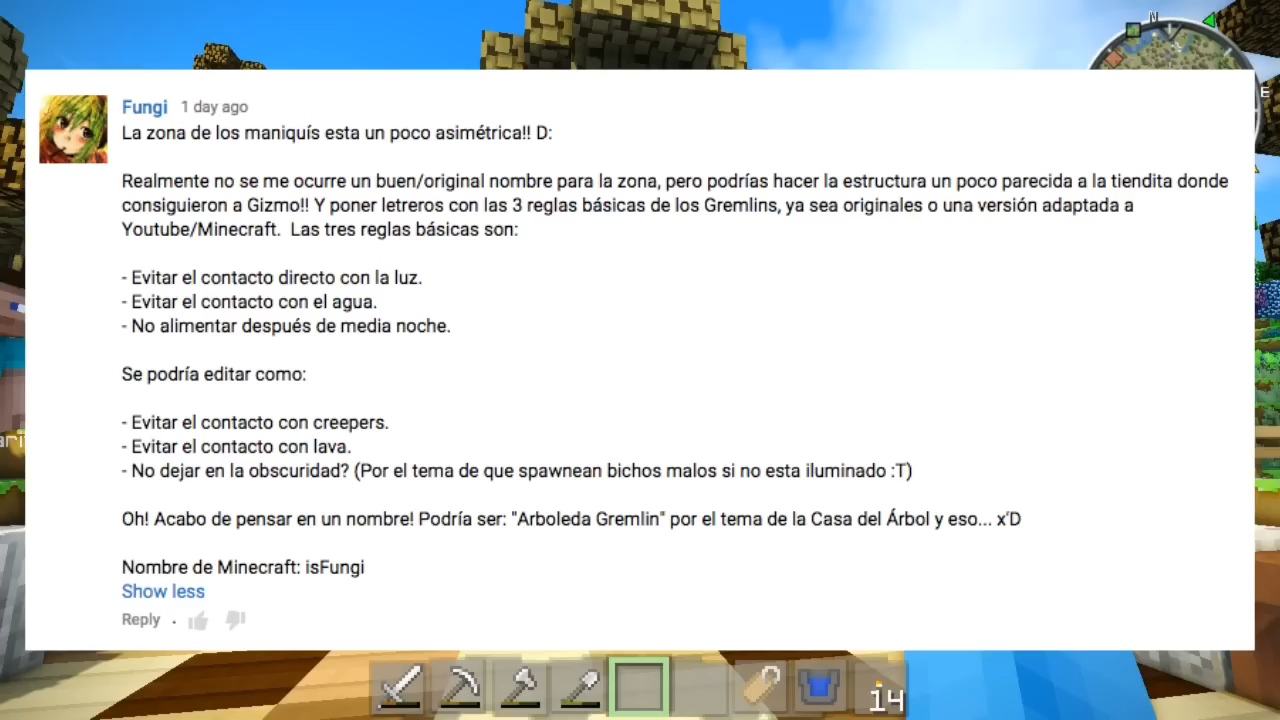 N
E
Fungi 1 day ago
La zona de los maniquís esta un poco asimétrica!! D:
Realmente no se me ocurre un buen/original nombre para la zona, pero podrías hacer la estructura un poco parecida a la tiendita donde
consiguieron a Gizmo!! Y poner letreros con las 3 reglas básicas de los Gremlins, ya sea originales o una versión adaptada a
Youtube/Minecraft. Las tres reglas básicas son:
- Evitar el contacto directo con la luz.
- Evitar el contacto con el agua.
- No alimentar después de media noche.
Se podría editar como:
- Evitar el contacto con creepers.
- Evitar el contacto con lava.
- No dejar en la obscuridad? (Por el tema de que spawnean bichos malos si no esta iluminado :T)
Oh! Acabo de pensar en un nombre! Podría ser: "Arboleda Gremlin" por el tema de la Casa del Árbol y eso... x'D
Nombre de Minecraft: isFungi
Show less
Reply .
14